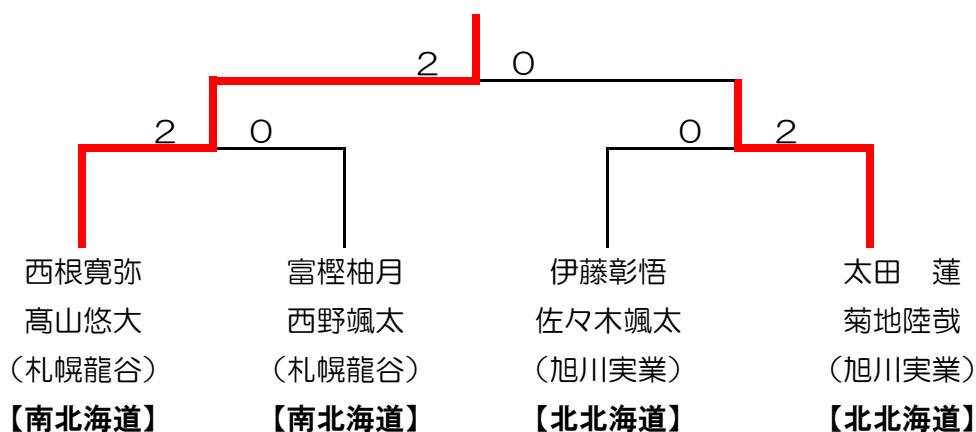 2 0
2 0 0 2
西根寛弥 富樫柚月 伊藤彰悟 太田　蓮
髙山悠大 西野颯太 佐々木颯太 菊地陸哉
（札幌龍谷） （札幌龍谷） （旭川実業） （旭川実業）
【南北海道】 【南北海道】 【北北海道】 【北北海道】